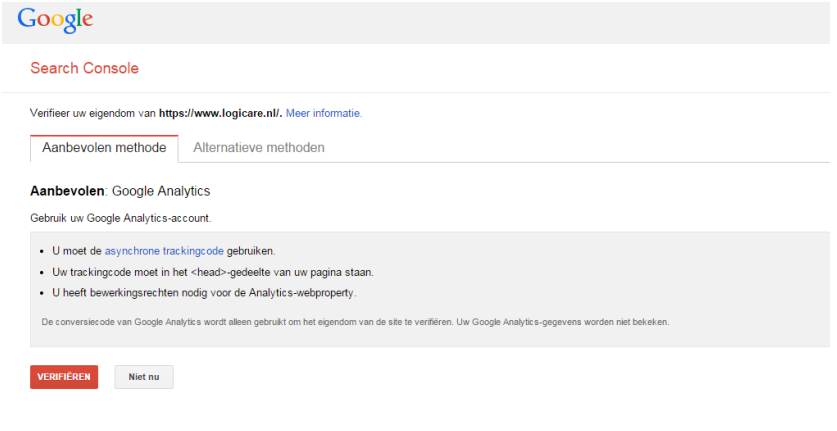 Google
Search Console
Verifieer uw eigendom van https://www.logicare.nl/. Meer informatie.
Aanbevolen methode
Alternatieve methoden
Aanbevolen: Google Analytics
Gebruik uw Google Analytics-account.
• U moet de asynchrone trackingcode gebruiken.
• Uw trackingcode moet in het <head>-gedeelte van uw pagina staan.
• U heeft bewerkingsrechten nodig voor de Analytics-webproperty.
De conversiecode van Google Analytics wordt alleen gebruikt om het eigendom van de site te verifiëren. Uw Google Analytics-gegevens worden niet bekeken.
VERIFIËREN
Niet nu